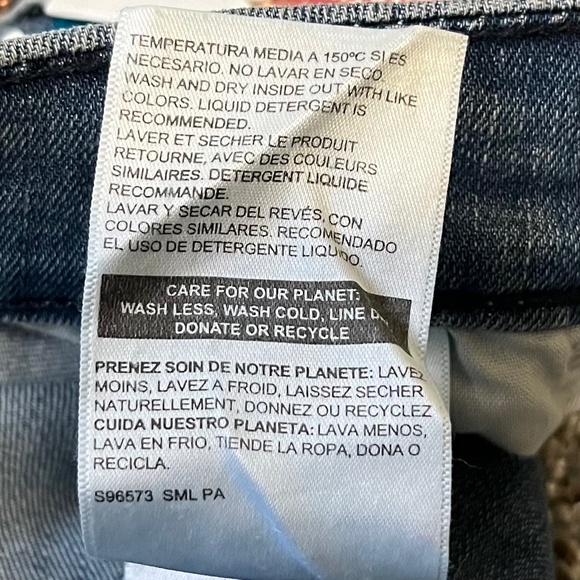 TEMPERATURA MEDIA A 150ºC SI ES
NECESARIO. NO LAVAR EN SECO
WASH AND DRY INSIDE OUT WITH LIKE
COLORS. LIQUID DETERGENT IS
RECOMMENDED.
LAVER ET SECHER LE PRODUIT
RETOURNE, AVEC DES COULEURS
SIMILAIRES. DETERGENT LIQUIDE
RECOMMANDE.
LAVAR Y SECAR DEL REVÉS, CON
COLORES SIMILARES. RECOMENDADO
EL USO DE DETERGENTE LIQUIDO.
CARE FOR OUR PLANET:
WASH LESS, WASH COLD, LINE
DONATE OR RECYCLE
PRENEZ SOIN DE NOTRE PLANETE: LAVEZ
MOINS, LAVEZ A FROID, LAISSEZ SECHER
NATURELLEMENT, DONNEZ OU RECYCLEZ
CUIDA NUESTRO PLANETA: LAVA MENOS,
LAVA EN FRIO, TIENDE LA ROPA, DONA O
RECICLA.
S96573 SML PA